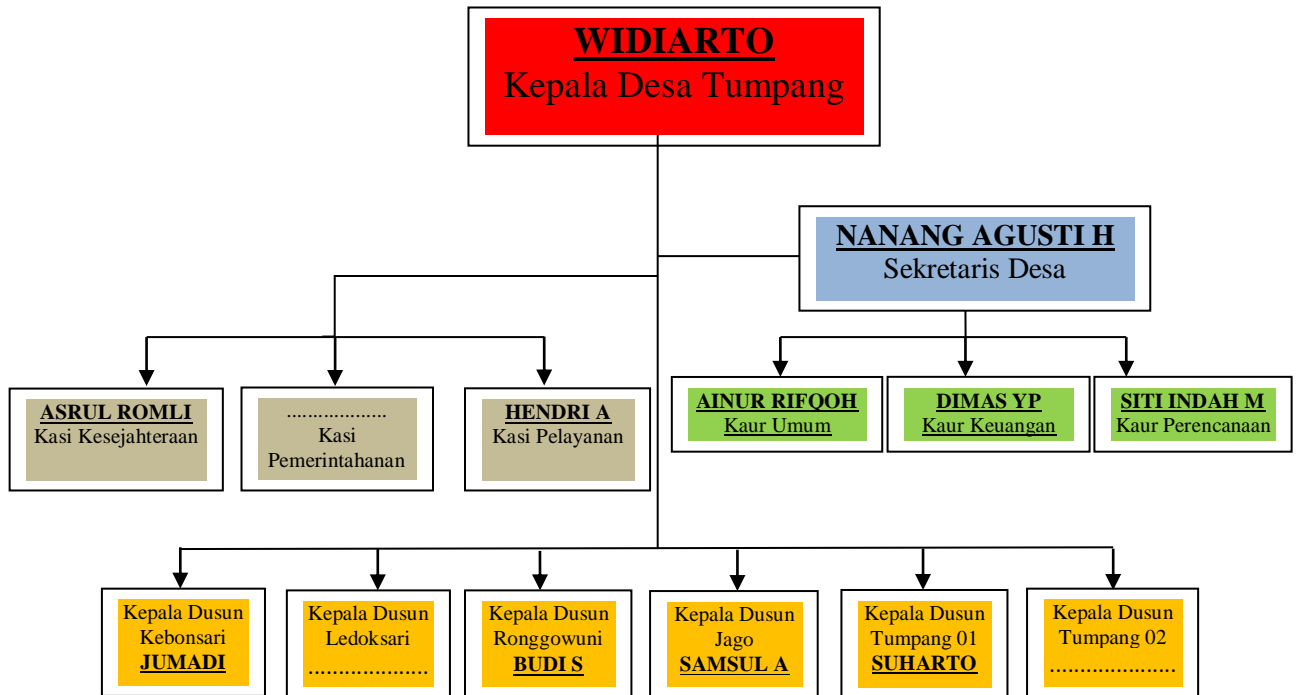 WIDIARTO
Kepala Desa Tumpang
NANANG AGUSTI H
Sekretaris Desa
ASRUL ROMLI
Kasi Kesejahteraan
...................
Kasi
Pemerintahanan
HENDRI A
Kasi Pelayanan
AINUR RIFQOH
Kaur Umum
DIMAS YP
Kaur Keuangan
SITI INDAH M
Kaur Perencanaan
Kepala Dusun
Kebonsari
JUMADI
Kepala Dusun
Ledoksari
.....................
Kepala Dusun
Ronggowuni
BUDI S
Kepala Dusun
Jago
SAMSUL A
Kepala Dusun
Tumpang 01
SUHARTO
Kepala Dusun
Tumpang 02
......................